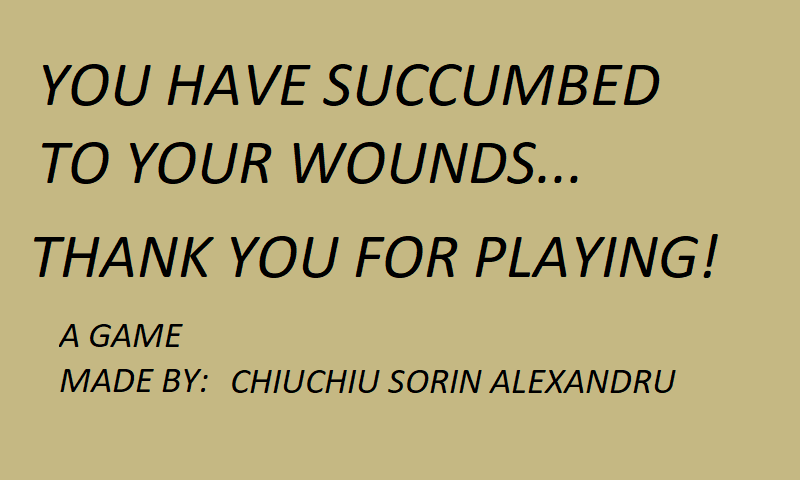 YOU HAVE SUCCUMBED
TO YOUR WOUNDS...
THANK YOU FOR PLAYING!
A GAME
MADE BY: CHIUCHIU SORIN ALEXANDRU